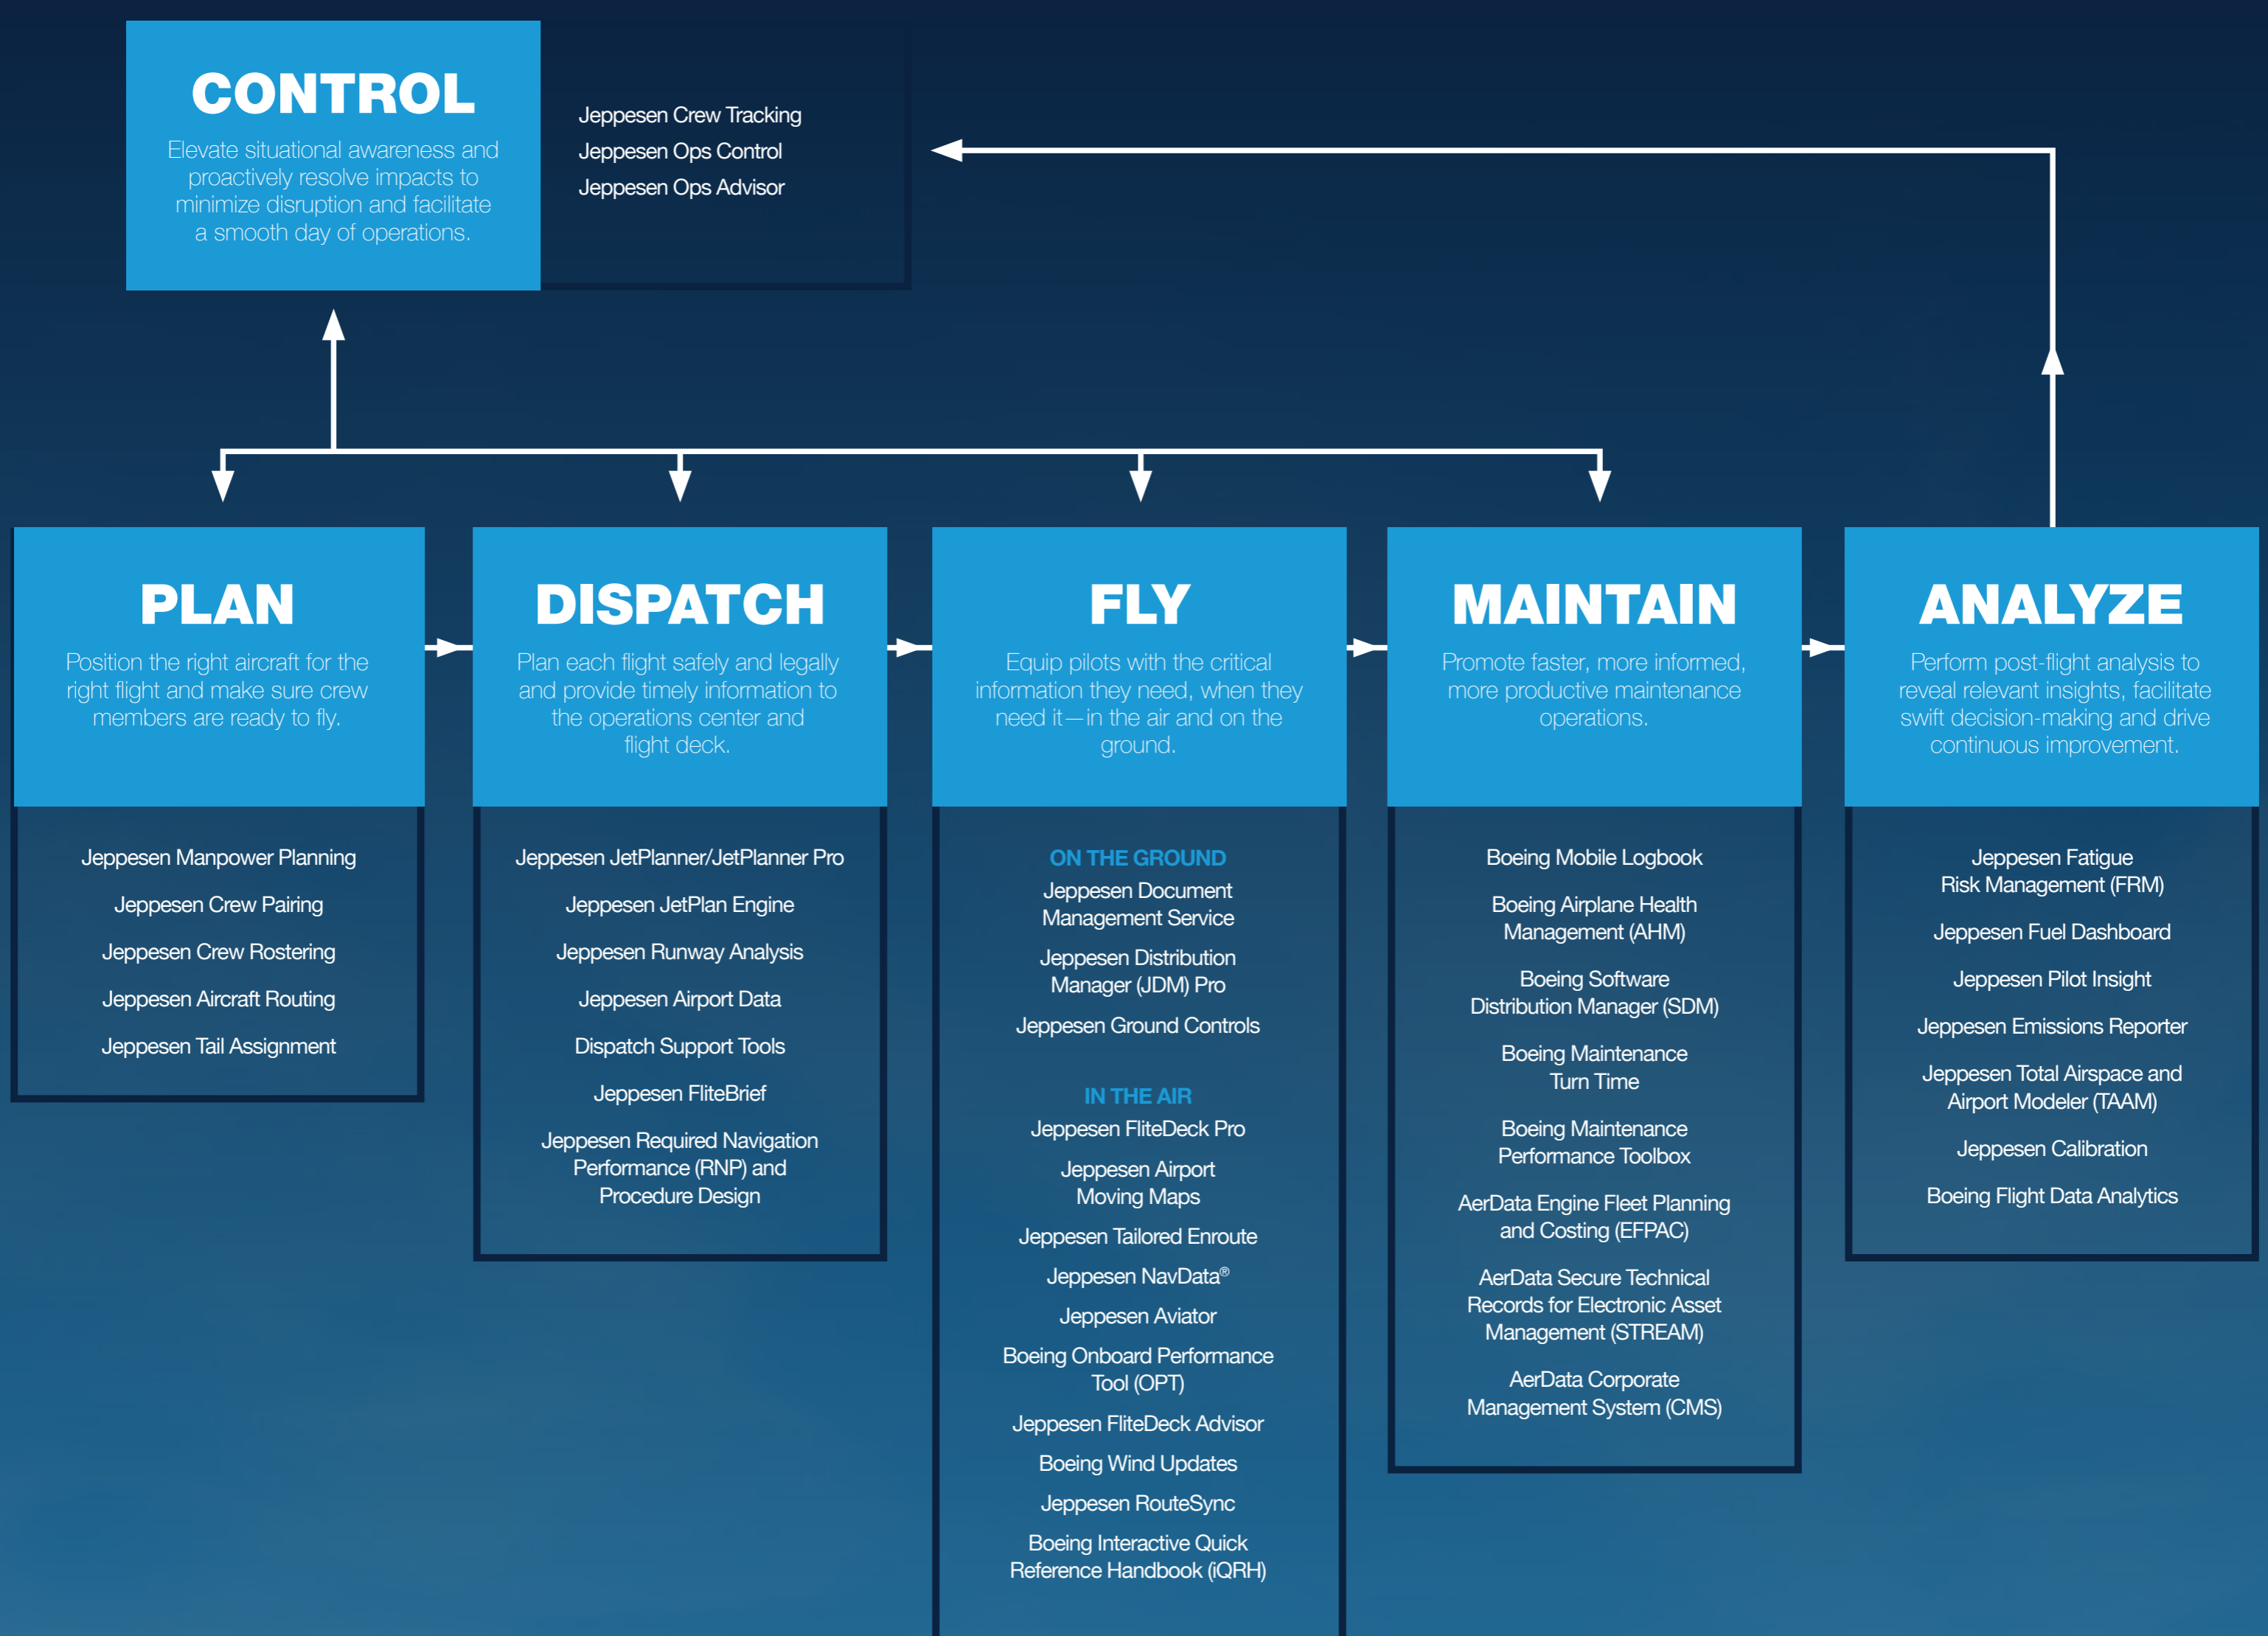 CONTROL
Elevate situational awareness and
proactively resolve impacts to
minimize disruption and facilitate
a smooth day of operations.
Jeppesen Crew Tracking
Jeppesen Ops Control
Jeppesen Ops Advisor
PLAN
Position the right aircraft for the
right flight and make sure crew
members are ready to fly.
Jeppesen Manpower Planning
Jeppesen Crew Pairing
Jeppesen Crew Rostering
Jeppesen Aircraft Routing
Jeppesen Tail Assignment
DISPATCH
Plan each flight safely and legally
and provide timely information to
the operations center and
flight deck.
Jeppesen JetPlanner/JetPlanner Pro
Jeppesen JetPlan Engine
Jeppesen Runway Analysis
Jeppesen Airport Data
Dispatch Support Tools
Jeppesen FliteBrief
Jeppesen Required Navigation
Performance (RNP) and
Procedure Design
FLY
Equip pilots with the critical
information they need, when they
need it—in the air and on the
ground.
ON THE GROUND
Jeppesen Document
Management Service
Jeppesen Distribution
Manager (JDM) Pro
Jeppesen Ground Controls
IN THE AIR
Jeppesen FliteDeck Pro
Jeppesen Airport
Moving Maps
Jeppesen Tailored Enroute
Jeppesen NavData®
Jeppesen Aviator
Boeing Onboard Performance
Tool (OPT)
Jeppesen FliteDeck Advisor
Boeing Wind Updates
Jeppesen RouteSync
Boeing Interactive Quick
Reference Handbook (iQRH)
MAINTAIN
Promote faster, more informed,
more productive maintenance
operations.
Boeing Mobile Logbook
Boeing Airplane Health
Management (AHM)
Boeing Software
Distribution Manager (SDM)
Boeing Maintenance
Turn Time
Boeing Maintenance
Performance Toolbox
AerData Engine Fleet Planning
and Costing (EFPAC)
AerData Secure Technical
Records for Electronic Asset
Management (STREAM)
AerData Corporate
Management System (CMS)
ANALYZE
Perform post-flight analysis to
reveal relevant insights, facilitate
swift decision-making and drive
continuous improvement.
Jeppesen Fatigue
Risk Management (FRM)
Jeppesen Fuel Dashboard
Jeppesen Pilot Insight
Jeppesen Emissions Reporter
Jeppesen Total Airspace and
Airport Modeler (TAAM)
Jeppesen Calibration
Boeing Flight Data Analytics